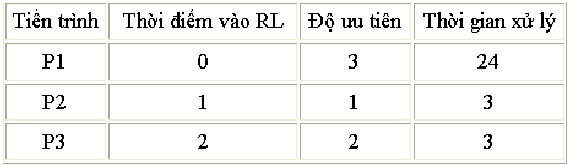 Tiến trình Thời điểm vào RL Độ ưu tiên Thời gian xử lý
P1 0 3 24
P2 1 1 3
P3 2 2 3